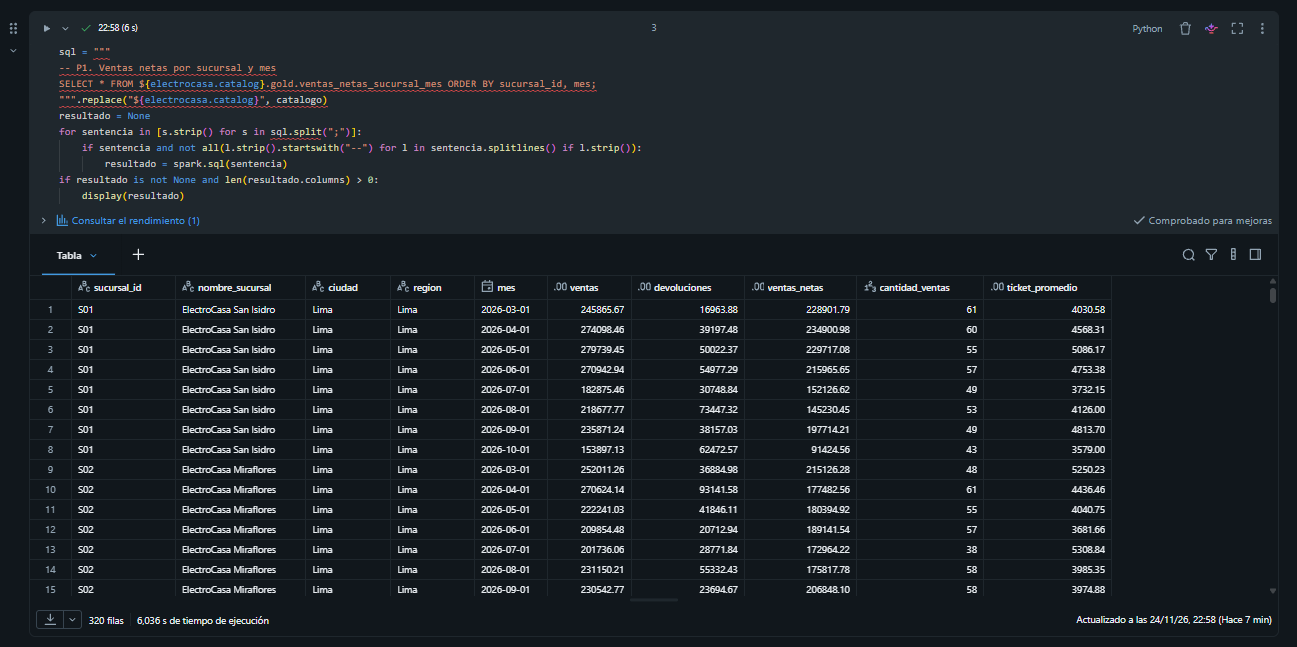 22:58 (6 s)
3
Python
sql = """
-- P1. Ventas netas por sucursal y mes
SELECT * FROM ${electrocasa.catalog}.gold.ventas_netas_sucursal_mes ORDER BY sucursal_id, mes;
""".replace("${electrocasa.catalog}", catalogo)
resultado = None
for sentencia in [s.strip() for s in sql.split(";")]:
    if sentencia and not all(l.strip().startswith("--") for l in sentencia.splitlines() if l.strip()):
        resultado = spark.sql(sentencia)
if resultado is not None and len(resultado.columns) > 0:
    display(resultado)
Consultar el rendimiento (1)
Comprobado para mejoras
Tabla
sucursal_id nombre_sucursal ciudad region mes .00 ventas .00 devoluciones .00 ventas_netas cantidad_ventas .00 ticket_promedio
1 S01 ElectroCasa San Isidro Lima Lima 2026-03-01 245865.67 16963.88 228901.79 61 4030.58
2 S01 ElectroCasa San Isidro Lima Lima 2026-04-01 274098.46 39197.48 234900.98 60 4568.31
3 S01 ElectroCasa San Isidro Lima Lima 2026-05-01 279739.45 50022.37 229717.08 55 5086.17
4 S01 ElectroCasa San Isidro Lima Lima 2026-06-01 270942.94 54977.29 215965.65 57 4753.38
5 S01 ElectroCasa San Isidro Lima Lima 2026-07-01 182875.46 30748.84 152126.62 49 3732.15
6 S01 ElectroCasa San Isidro Lima Lima 2026-08-01 218677.77 73447.32 145230.45 53 4126.00
7 S01 ElectroCasa San Isidro Lima Lima 2026-09-01 235871.24 38157.03 197714.21 49 4813.70
8 S01 ElectroCasa San Isidro Lima Lima 2026-10-01 153897.13 62472.57 91424.56 43 3579.00
9 S02 ElectroCasa Miraflores Lima Lima 2026-03-01 252011.26 36884.98 215126.28 48 5250.23
10 S02 ElectroCasa Miraflores Lima Lima 2026-04-01 270624.14 93141.58 177482.56 61 4436.46
11 S02 ElectroCasa Miraflores Lima Lima 2026-05-01 222241.03 41846.11 180394.92 55 4040.75
12 S02 ElectroCasa Miraflores Lima Lima 2026-06-01 209854.48 20712.94 189141.54 57 3681.66
13 S02 ElectroCasa Miraflores Lima Lima 2026-07-01 201736.06 28771.84 172964.22 38 5308.84
14 S02 ElectroCasa Miraflores Lima Lima 2026-08-01 231150.21 55332.43 175817.78 58 3985.35
15 S02 ElectroCasa Miraflores Lima Lima 2026-09-01 230542.77 23694.67 206848.10 58 3974.88
320 filas 6,036 s de tiempo de ejecución
Actualizado a las 24/11/26, 22:58 (Hace 7 min)